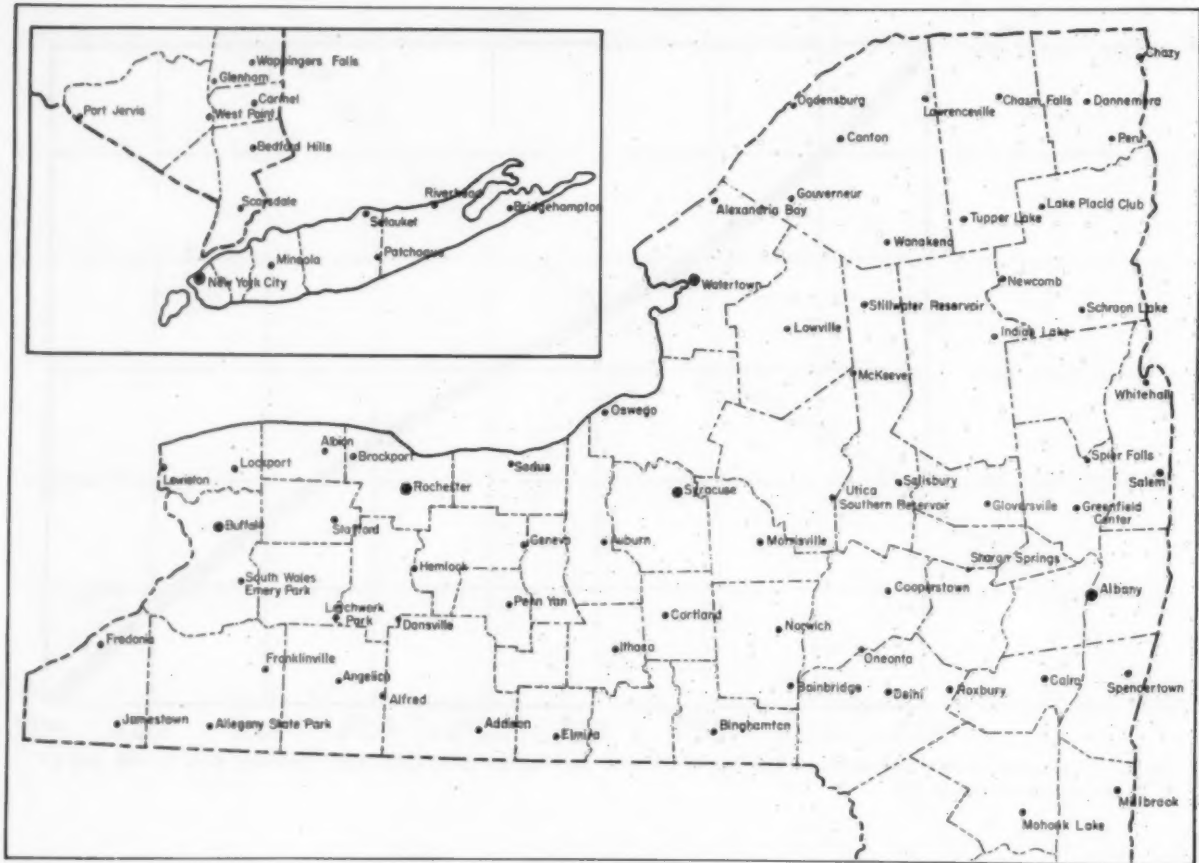 Wappingers Falls
Glenham
Carmel
Port Jervis
West Point
Bedford Hills
Scarsdale
Riverhead
Setauket
Bridgehampton
Patchogue
Mineola
New York City
Chazy
Ogdensburg
Lawrenceville
Chasm Falls
Dannemora
Canton
Peru
Gouverneur
Alexandria Bay
Lake Placid Club
Tupper Lake
Wanakena
Watertown
Newcomb
Stillwater Reservoir
Schroon Lake
Lowville
Indian Lake
McKeever
Whitehall
Oswego
Albion
Brockport
Lockport
Sodus
Lewiston
Spier Falls
Salem
Rochester
Syracuse
Utica
Southern Reservoir
Salisbury
Gloversville
Greenfield
Center
Buffalo
Stafford
Geneva
Auburn
Morrisville
Sharon Springs
Hemlock
South Wales
Emery Park
Cooperstown
Albany
Letchwork
Park
Penn Yan
Dansville
Cortland
Norwich
Fredonia
Ithaca
Oneonta
Franklinville
Angelica
Alfred
Bainbridge
Delhi
Roxbury
Cairo
Spencertown
Jamestown
Allegany State Park
Addison
Elmira
Binghamton
Millbrook
Mohonk Lake